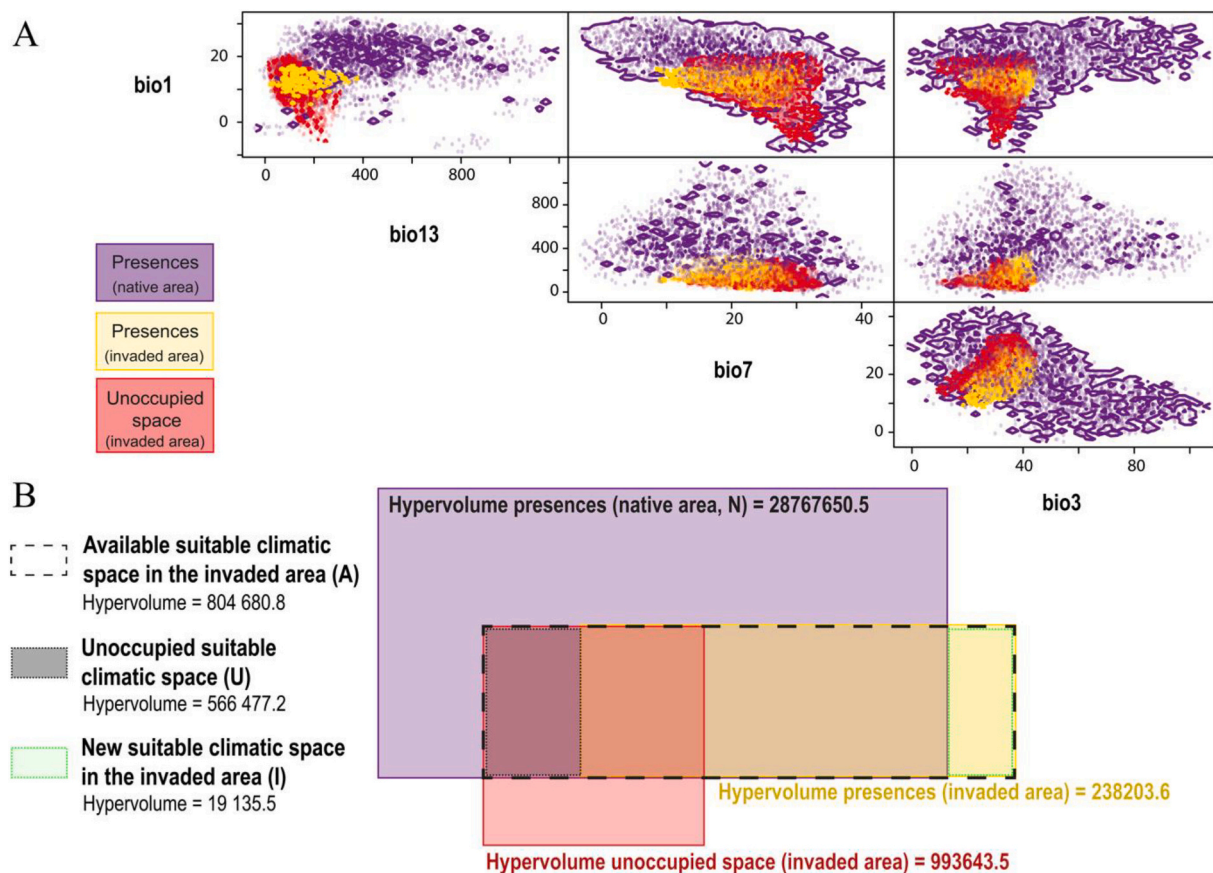 A
bio1
20
0
0
400
800
bio13
800
400
0
0
20
40
bio7
20
0
0
40
80
bio3
Presences
(native area)
Presences
(invaded area)
Unoccupied
space
(invaded area)
B
Available suitable climatic
space in the invaded area (A)
Hypervolume = 804 680.8
Unoccupied suitable
climatic space (U)
Hypervolume = 566 477.2
New suitable climatic space
in the invaded area (I)
Hypervolume = 19 135.5
Hypervolume presences (native area, N) = 28767650.5
Hypervolume presences (invaded area) = 238203.6
Hypervolume unoccupied space (invaded area) = 993643.5